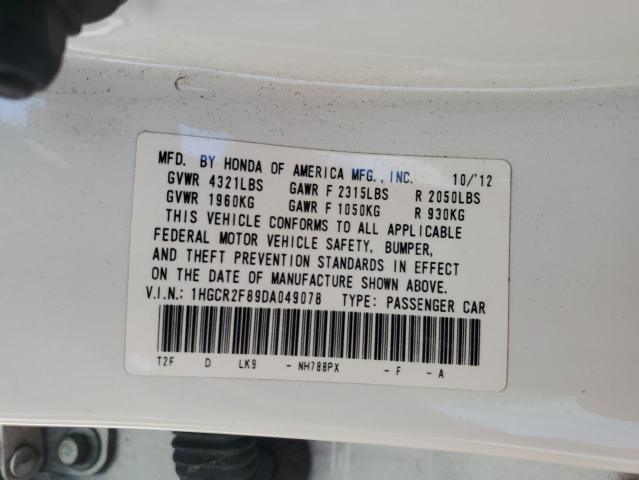 MFD. BY HONDA OF AMERICA MFG., INC. 10/'12
GVWR 4321LBS GAWR F 2315LBS R 2050LBS
GVWR 1960KG GAWR F 1050KG R 930KG
THIS VEHICLE CONFORMS TO ALL APPLICABLE
FEDERAL MOTOR VEHICLE SAFETY, BUMPER,
AND THEFT PREVENTION STANDARDS IN EFFECT
ON THE DATE OF MANUFACTURE SHOWN ABOVE.
V.I.N.: 1HGCR2F89DA049078 TYPE: PASSENGER CAR
T2F D LK9 - NH788PX - F - A